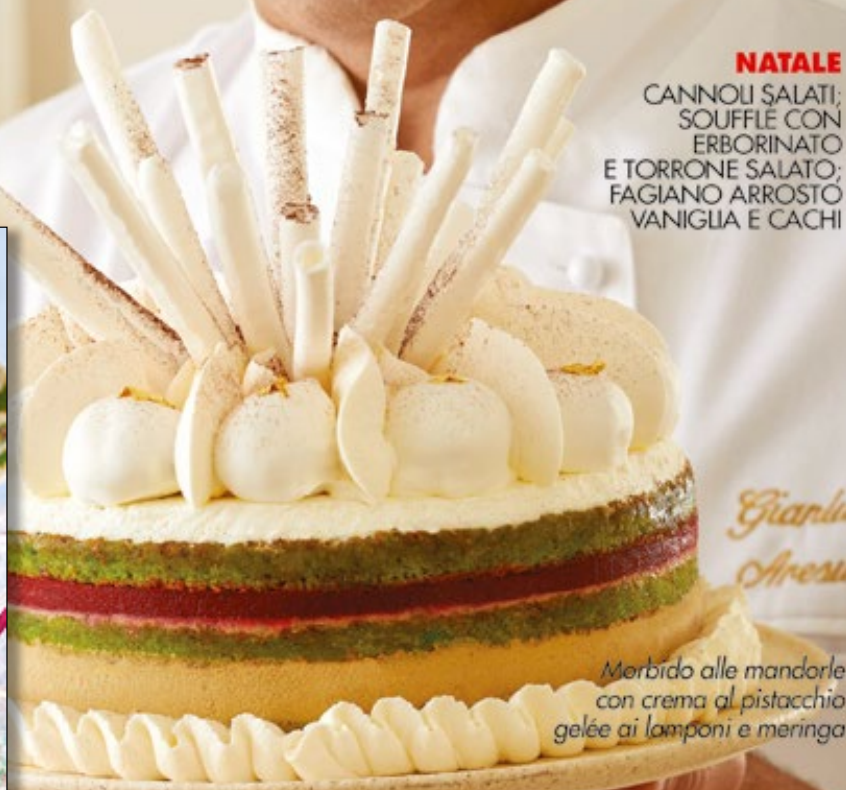 NATALE
CANNOLI SALATI;
SOUFFLÉ CON
ERBORINATO
E TORRONE SALATO;
FAGIANO ARROSTO
VANIGLIA E CACHI
Morbido alle mandorle
con crema al pistacchio
gelée ai lamponi e meringa